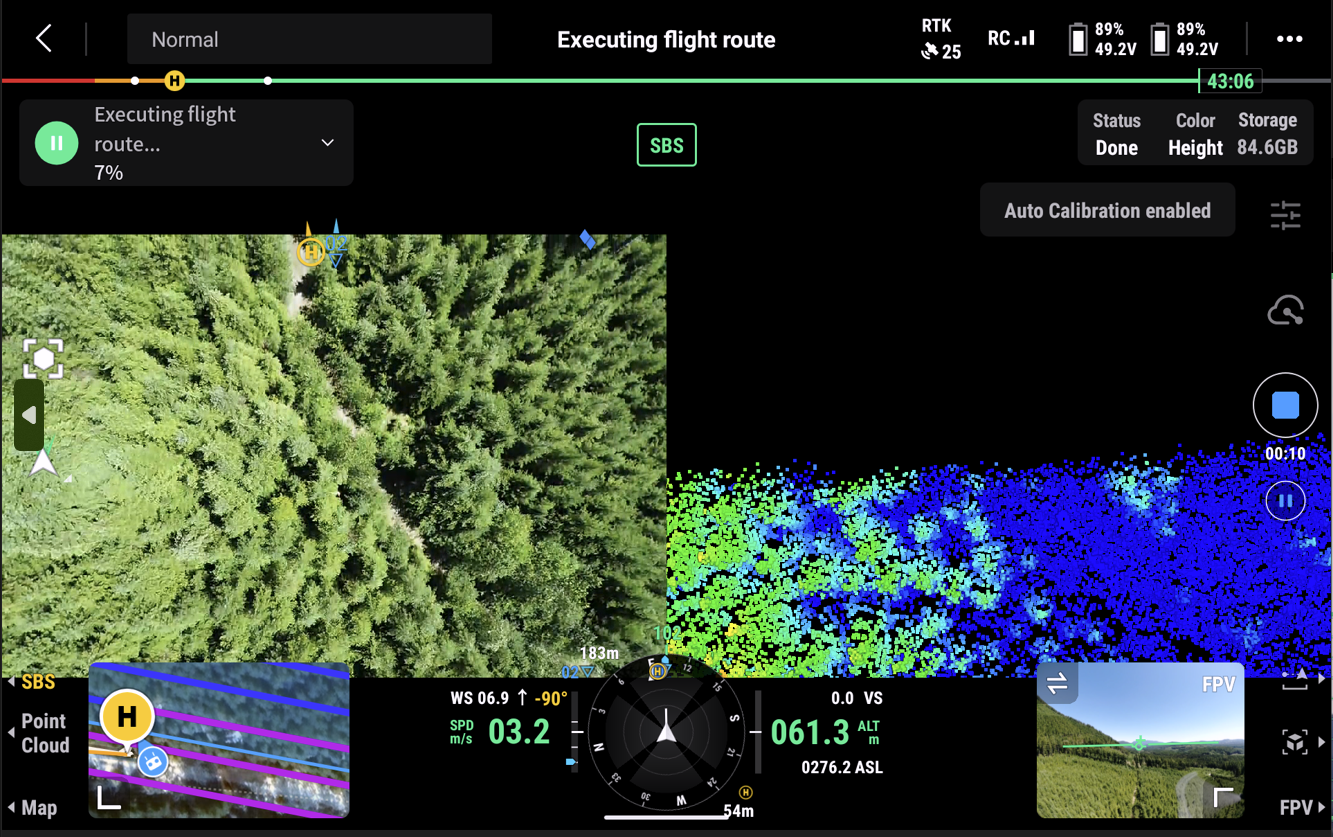 Normal
Executing flight route
RTK
25
RC
89%
49.2V
89%
49.2V
H
43:06
Executing flight
route...
7%
SBS
Status Color Storage
Done Height 84.6GB
Auto Calibration enabled
H
02
00:10
102
183m
02
SBS
Point
Cloud
Map
H
WS 06.9 ↑ -90°
SPD
m/s
03.2
E
H
12
15
S
21
24
W
30
33
N
3
6
H
54m
0.0 VS
061.3 ALT
m
0276.2 ASL
FPV
FPV